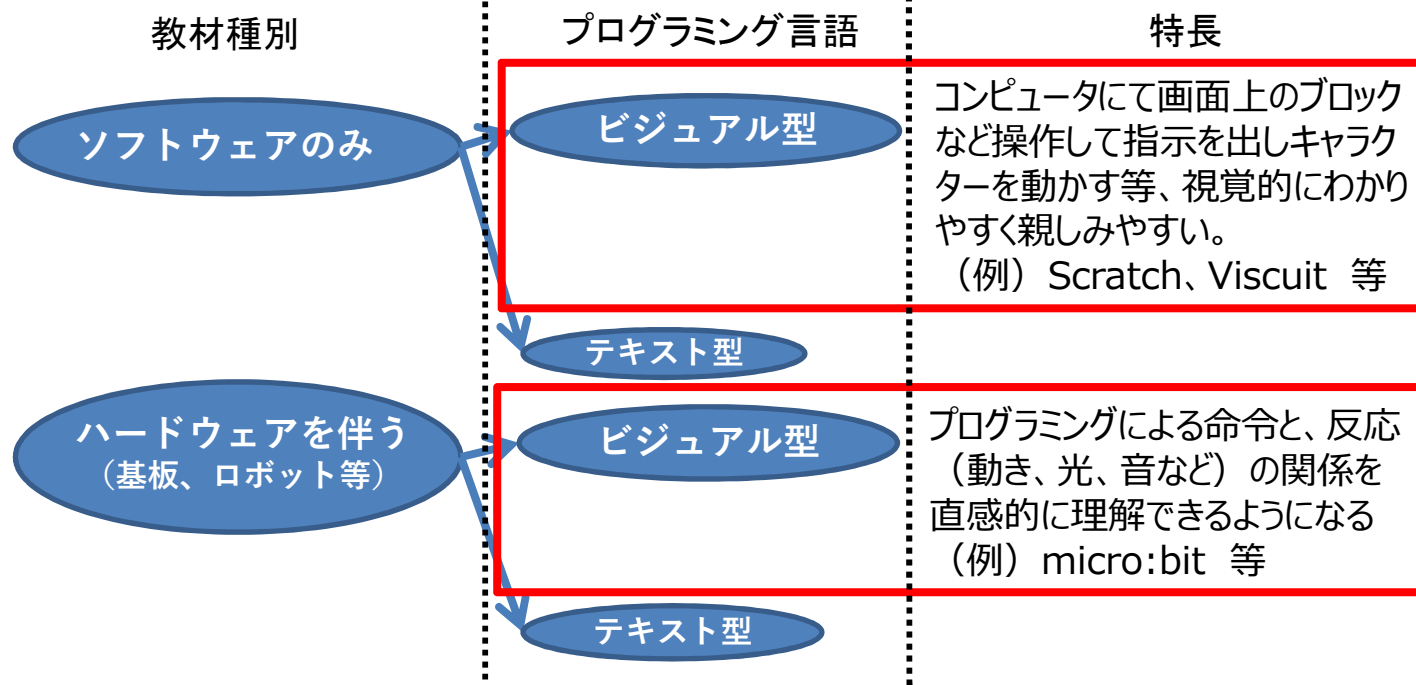 教材種別
プログラミング言語
特長
ソフトウェアのみ
ビジュアル型
コンピュータにて画面上のブロック
など操作して指示を出しキャラク
ターを動かす等、視覚的にわかり
やすく親しみやすい。
（例）Scratch、Viscuit 等
テキスト型
ハードウェアを伴う
（基板、ロボット等）
ビジュアル型
プログラミングによる命令と、反応
（動き、光、音など）の関係を
直感的に理解できるようになる
（例）micro:bit 等
テキスト型